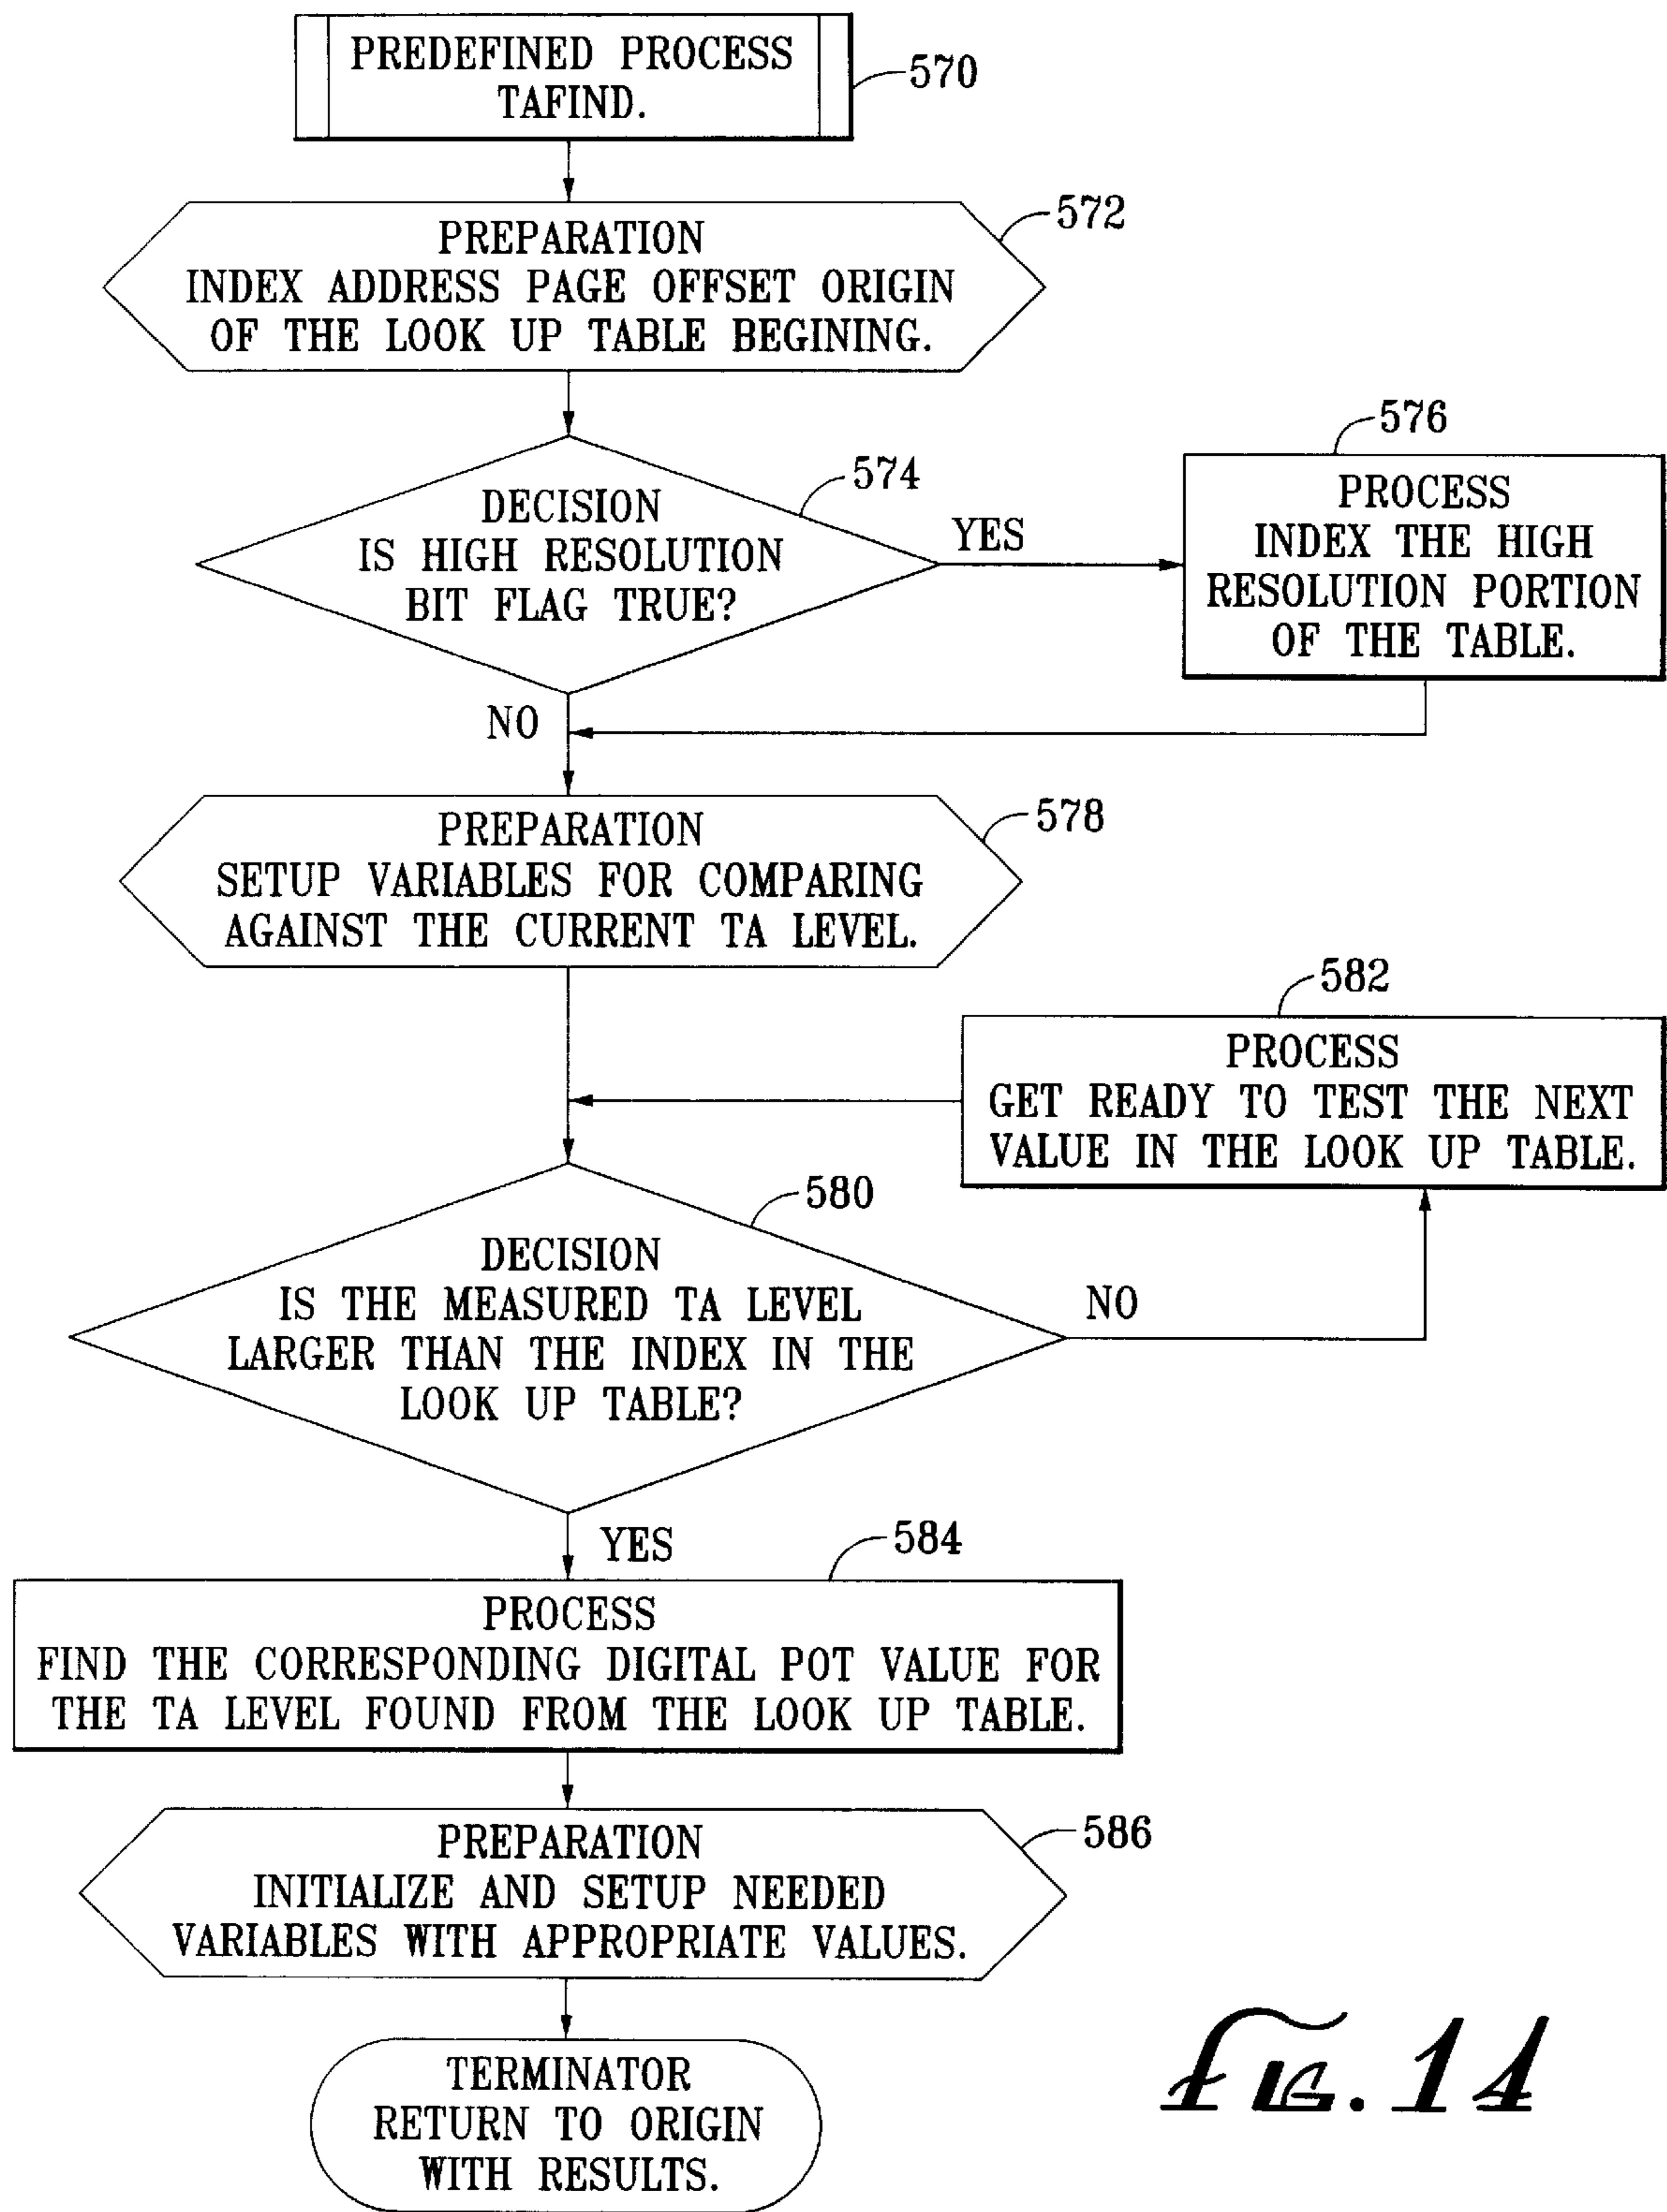 PREDEFINED PROCESS
TAFIND.
570
PREPARATION
INDEX ADDRESS PAGE OFFSET ORIGIN
OF THE LOOK UP TABLE BEGINING.
572
DECISION
IS HIGH RESOLUTION
BIT FLAG TRUE?
574
YES
576
PROCESS
INDEX THE HIGH
RESOLUTION PORTION
OF THE TABLE.
NO
PREPARATION
SETUP VARIABLES FOR COMPARING
AGAINST THE CURRENT TA LEVEL.
578
582
PROCESS
GET READY TO TEST THE NEXT
VALUE IN THE LOOK UP TABLE.
580
DECISION
IS THE MEASURED TA LEVEL
LARGER THAN THE INDEX IN THE
LOOK UP TABLE?
NO
YES
584
PROCESS
FIND THE CORRESPONDING DIGITAL POT VALUE FOR
THE TA LEVEL FOUND FROM THE LOOK UP TABLE.
PREPARATION
INITIALIZE AND SETUP NEEDED
VARIABLES WITH APPROPRIATE VALUES.
586
TERMINATOR
RETURN TO ORIGIN
WITH RESULTS.
FIG. 14